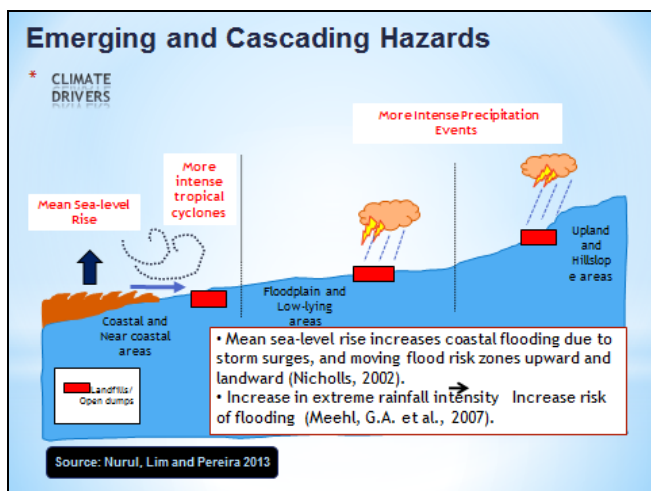 Emerging and Cascading Hazards
* CLIMATE
DRIVERS
More Intense Precipitation
Events
More
intense
tropical
cyclones
Mean Sea-level
Rise
Upland
and
Hillslop
e areas
Floodplain and
Low-lying
areas
Coastal and
Near coastal
areas
• Mean sea-level rise increases coastal flooding due to
storm surges, and moving flood risk zones upward and
landward (Nicholls, 2002).
• Increase in extreme rainfall intensity → Increase risk
of flooding (Meehl, G.A. et al., 2007).
Landfills/
Open dumps
Source: Nurul, Lim and Pereira 2013